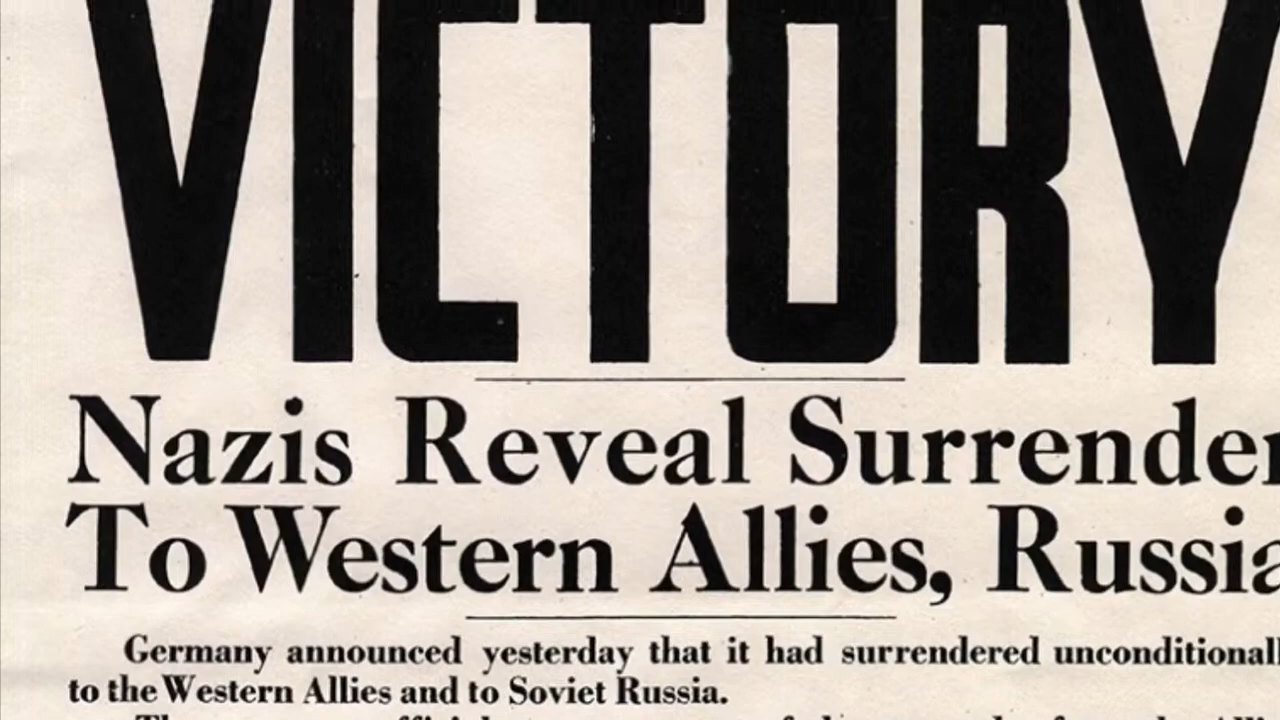 VICTORY
Nazis Reveal Surrender
To Western Allies, Russia
Germany announced yesterday that it had surrendered unconditionall
to the Western Allies and to Soviet Russia.